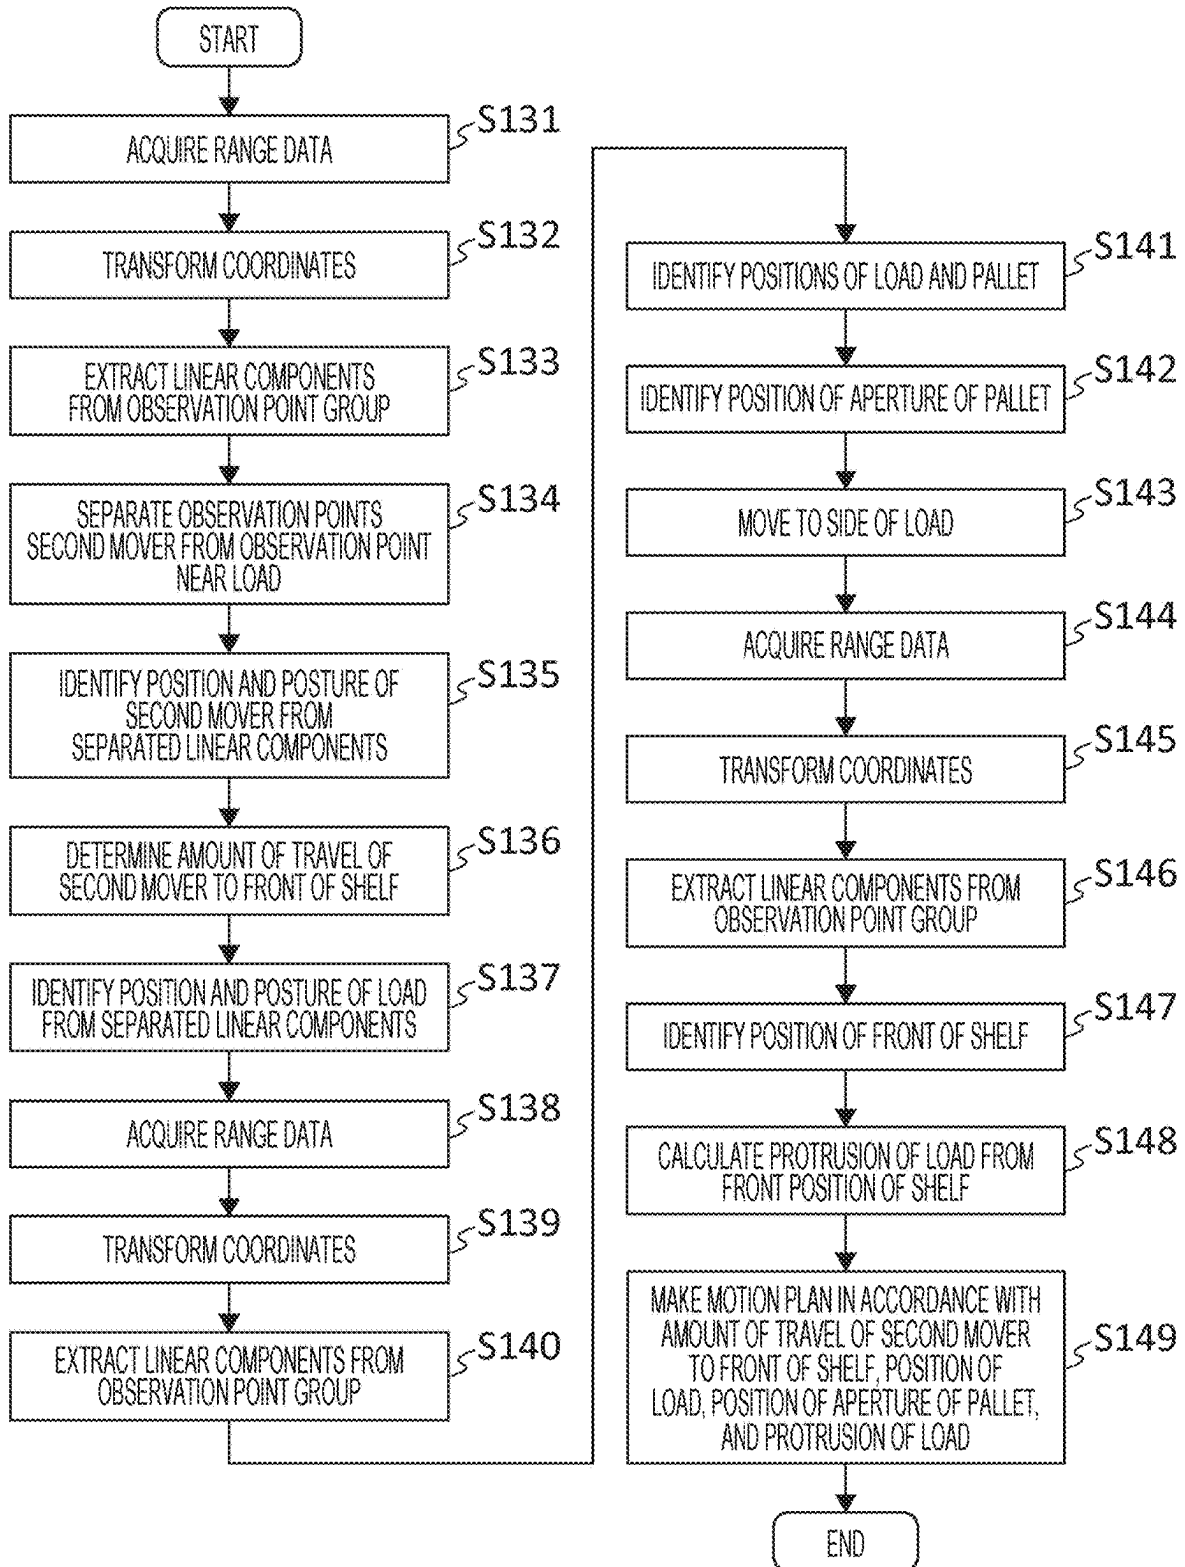 START
S131
ACQUIRE RANGE DATA
S132
TRANSFORM COORDINATES
S133
EXTRACT LINEAR COMPONENTS
FROM OBSERVATION POINT GROUP
S134
SEPARATE OBSERVATION POINTS
SECOND MOVER FROM OBSERVATION POINT
NEAR LOAD
S135
IDENTIFY POSITION AND POSTURE OF
SECOND MOVER FROM
SEPARATED LINEAR COMPONENTS
S136
DETERMINE AMOUNT OF TRAVEL OF
SECOND MOVER TO FRONT OF SHELF
S137
IDENTIFY POSITION AND POSTURE OF LOAD
FROM SEPARATED LINEAR COMPONENTS
S138
ACQUIRE RANGE DATA
S139
TRANSFORM COORDINATES
S140
EXTRACT LINEAR COMPONENTS FROM
OBSERVATION POINT GROUP
S141
IDENTIFY POSITIONS OF LOAD AND PALLET
S142
IDENTIFY POSITION OF APERTURE OF PALLET
S143
MOVE TO SIDE OF LOAD
S144
ACQUIRE RANGE DATA
S145
TRANSFORM COORDINATES
S146
EXTRACT LINEAR COMPONENTS FROM
OBSERVATION POINT GROUP
S147
IDENTIFY POSITION OF FRONT OF SHELF
S148
CALCULATE PROTRUSION OF LOAD FROM
FRONT POSITION OF SHELF
S149
MAKE MOTION PLAN IN ACCORDANCE WITH
AMOUNT OF TRAVEL OF SECOND MOVER
TO FRONT OF SHELF, POSITION OF
LOAD, POSITION OF APERTURE OF PALLET,
AND PROTRUSION OF LOAD
END